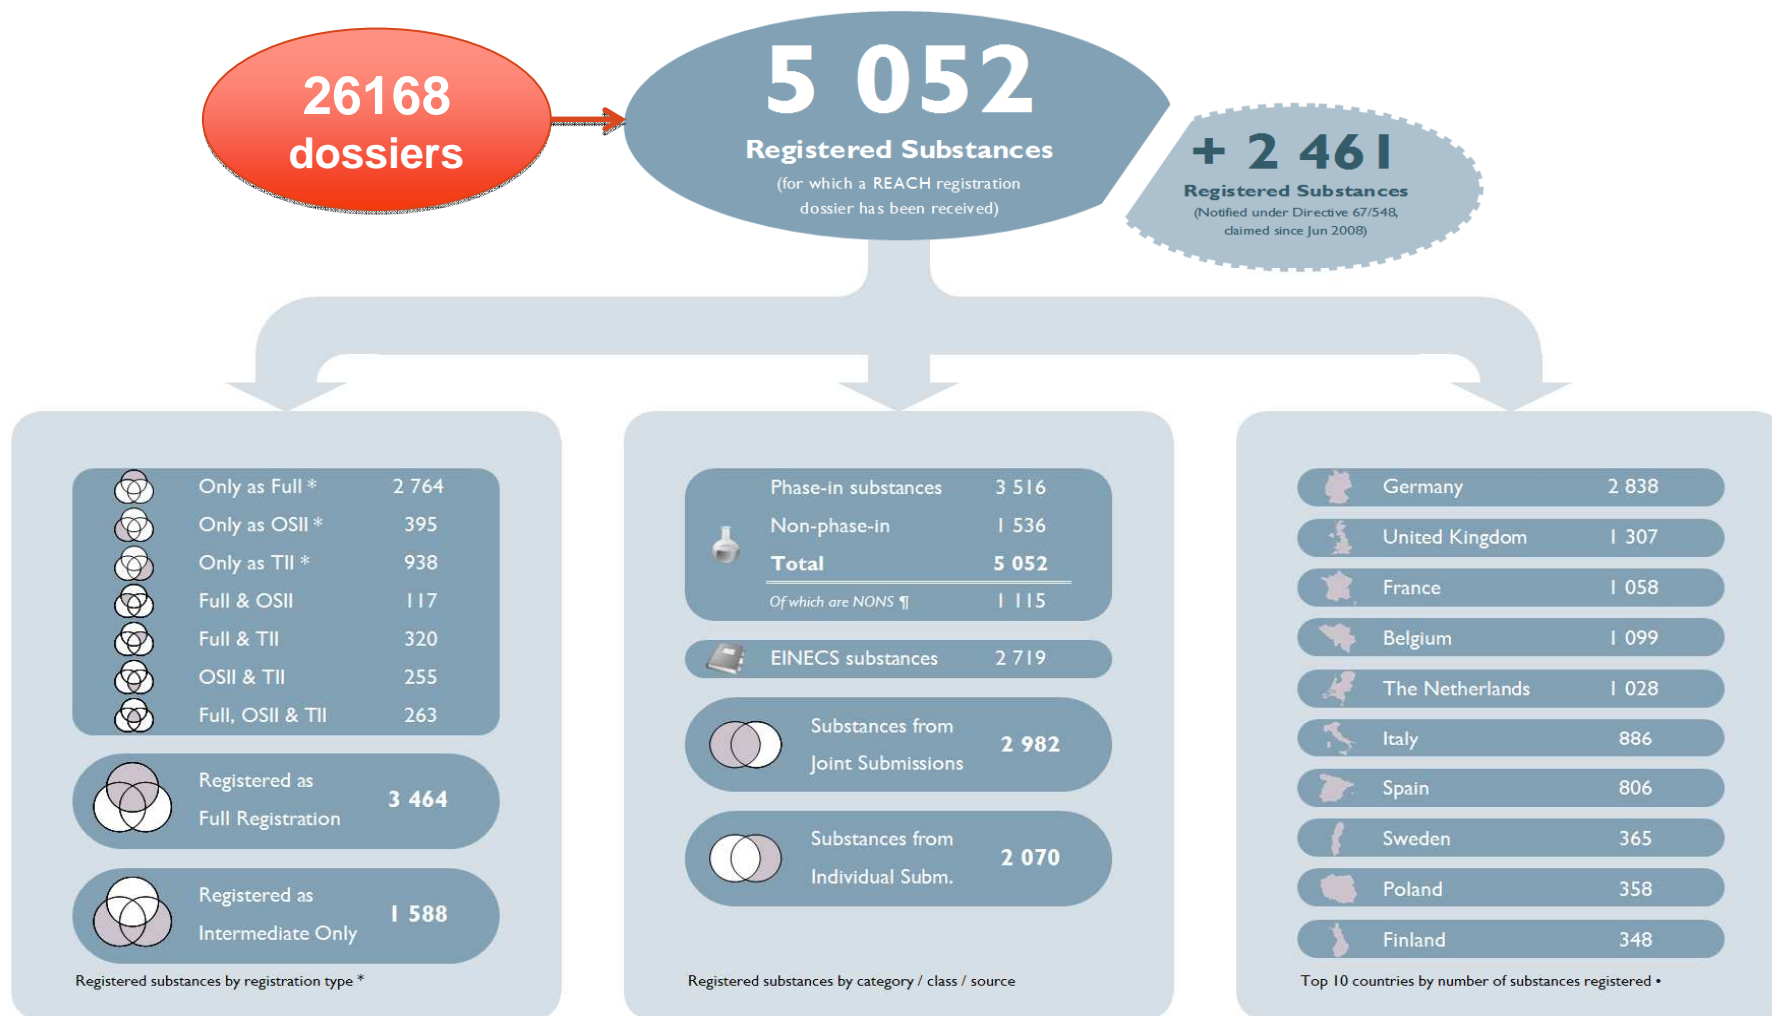 26168
dossiers
5 052
Registered Substances
(for which a REACH registration
dossier has been received)
+ 2 461
Registered Substances
(Notified under Directive 67/548,
claimed since Jun 2008)
Only as Full * 2 764
Only as OSII * 395
Only as TII * 938
Full & OSII 117
Full & TII 320
OSII & TII 255
Full, OSII & TII 263
Registered as
Full Registration
3 464
Registered as
Intermediate Only
1 588
Registered substances by registration type *
Phase-in substances 3 516
Non-phase-in 1 536
Total 5 052
Of which are NONS ¶ 1 115
EINECS substances 2 719
Substances from
Joint Submissions
2 982
Substances from
Individual Subm.
2 070
Registered substances by category / class / source
Germany 2 838
United Kingdom 1 307
France 1 058
Belgium 1 099
The Netherlands 1 028
Italy 886
Spain 806
Sweden 365
Poland 358
Finland 348
Top 10 countries by number of substances registered •